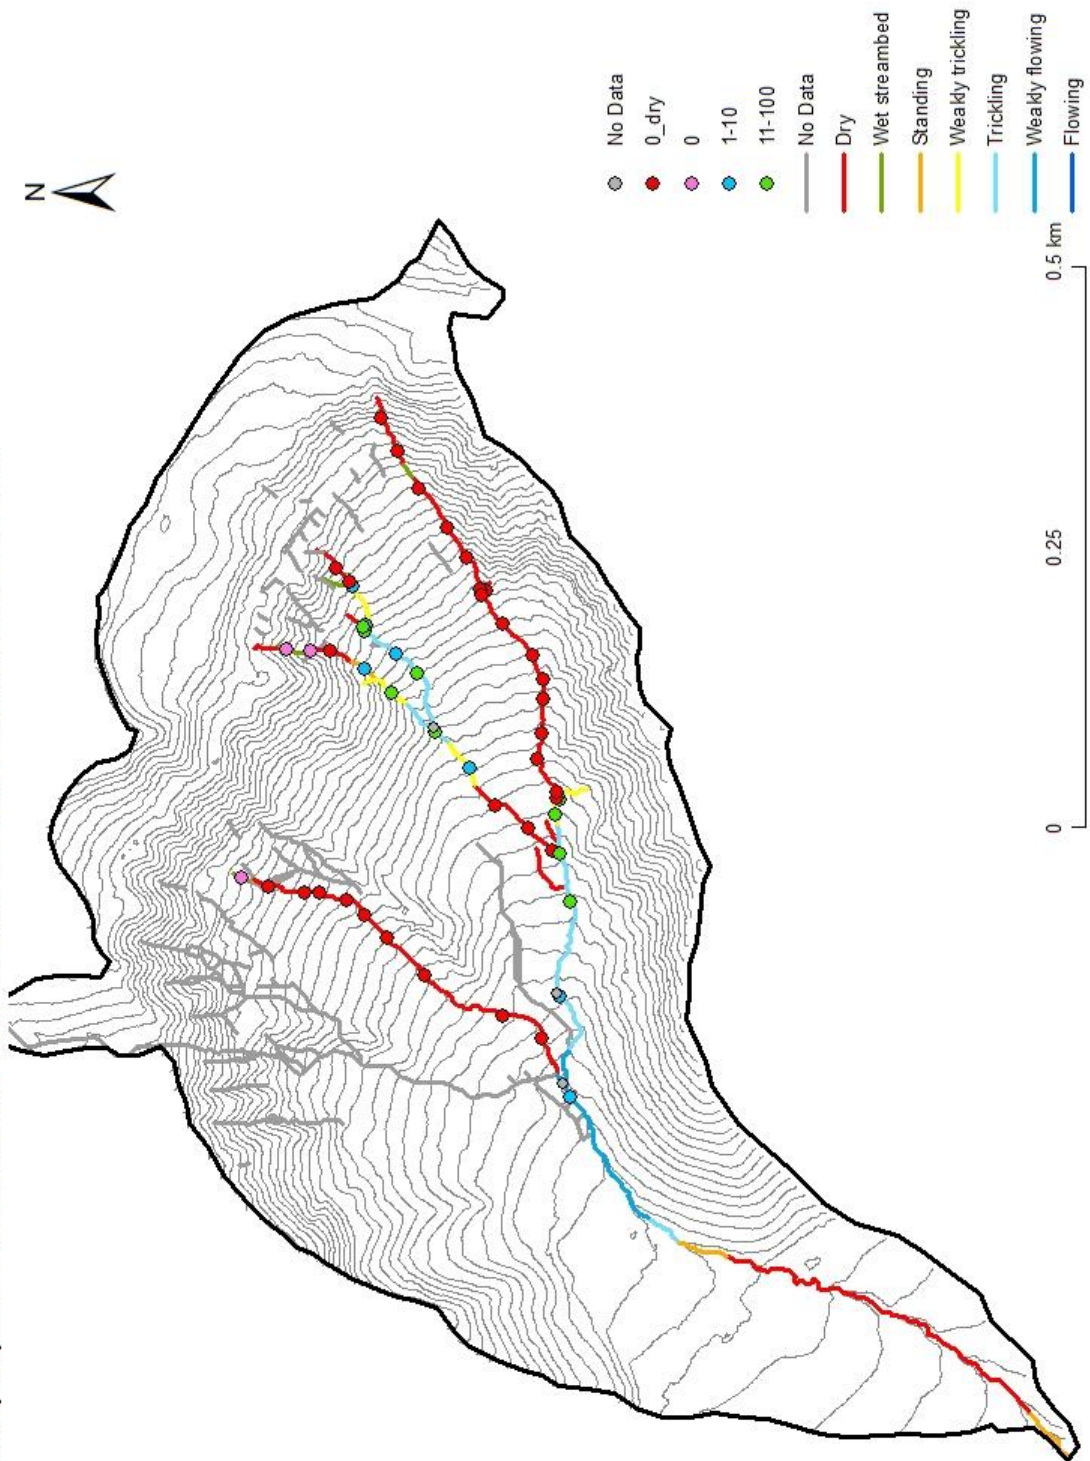 N
No Data
0_dry
0
1-10
11-100
No Data
Dry
Wet streambed
Standing
Weakly trickling
Trickling
Weakly flowing
Flowing
0
0.25
0.5 km